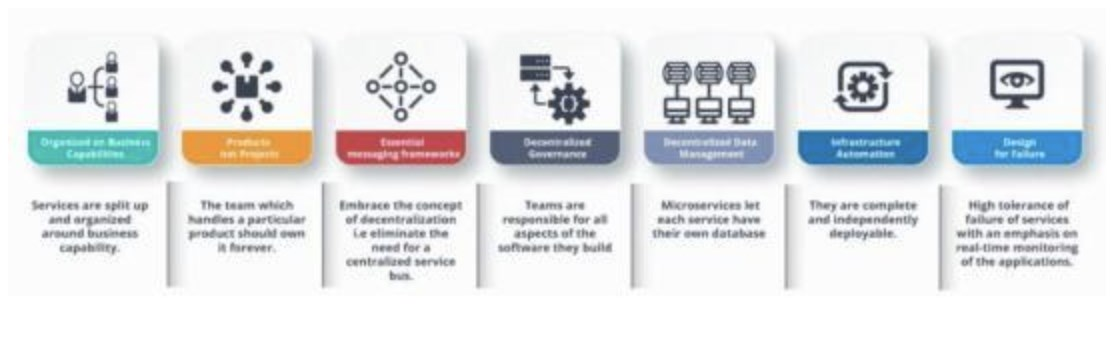 Organized on Business
Capabilities
Products
not Projects
Essential
messaging frameworks
Decentralized
Governance
Decentralized Data
Management
Infrastructure
Automation
Design
for Failure
Services are split up
and organized
around business
capability.
The team which
handles a particular
product should own
it forever.
Embrace the concept
of decentralization
i.e eliminate the
need for a
centralized service
bus.
Teams are
responsible for all
aspects of the
software they build
Microservices let
each service have
their own database
They are complete
and independently
deployable.
High tolerance of
failure of services
with an emphasis on
real-time monitoring
of the applications.